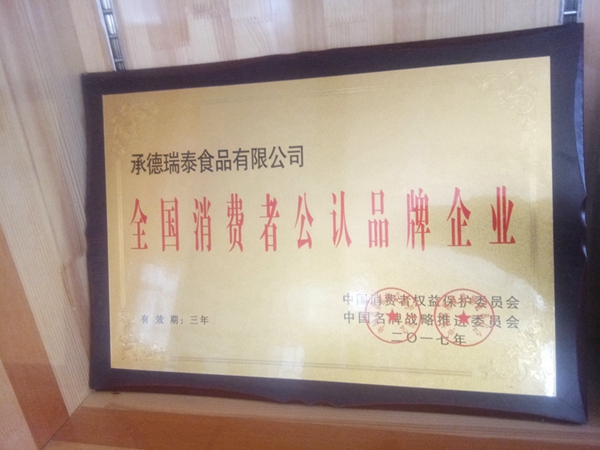 承德瑞泰食品有限公司
全国消费者公认品牌企业
中国消费者权益保护委员会
有效期：三年
中国名牌战略推进委员会
二〇一七年